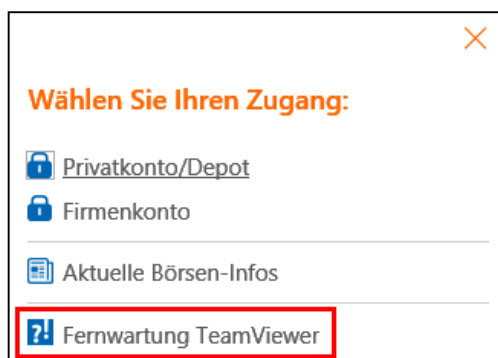 Wählen Sie Ihren Zugang:
Privatkonto/Depot
Firmenkonto
Aktuelle Börsen-Infos
?! Fernwartung TeamViewer